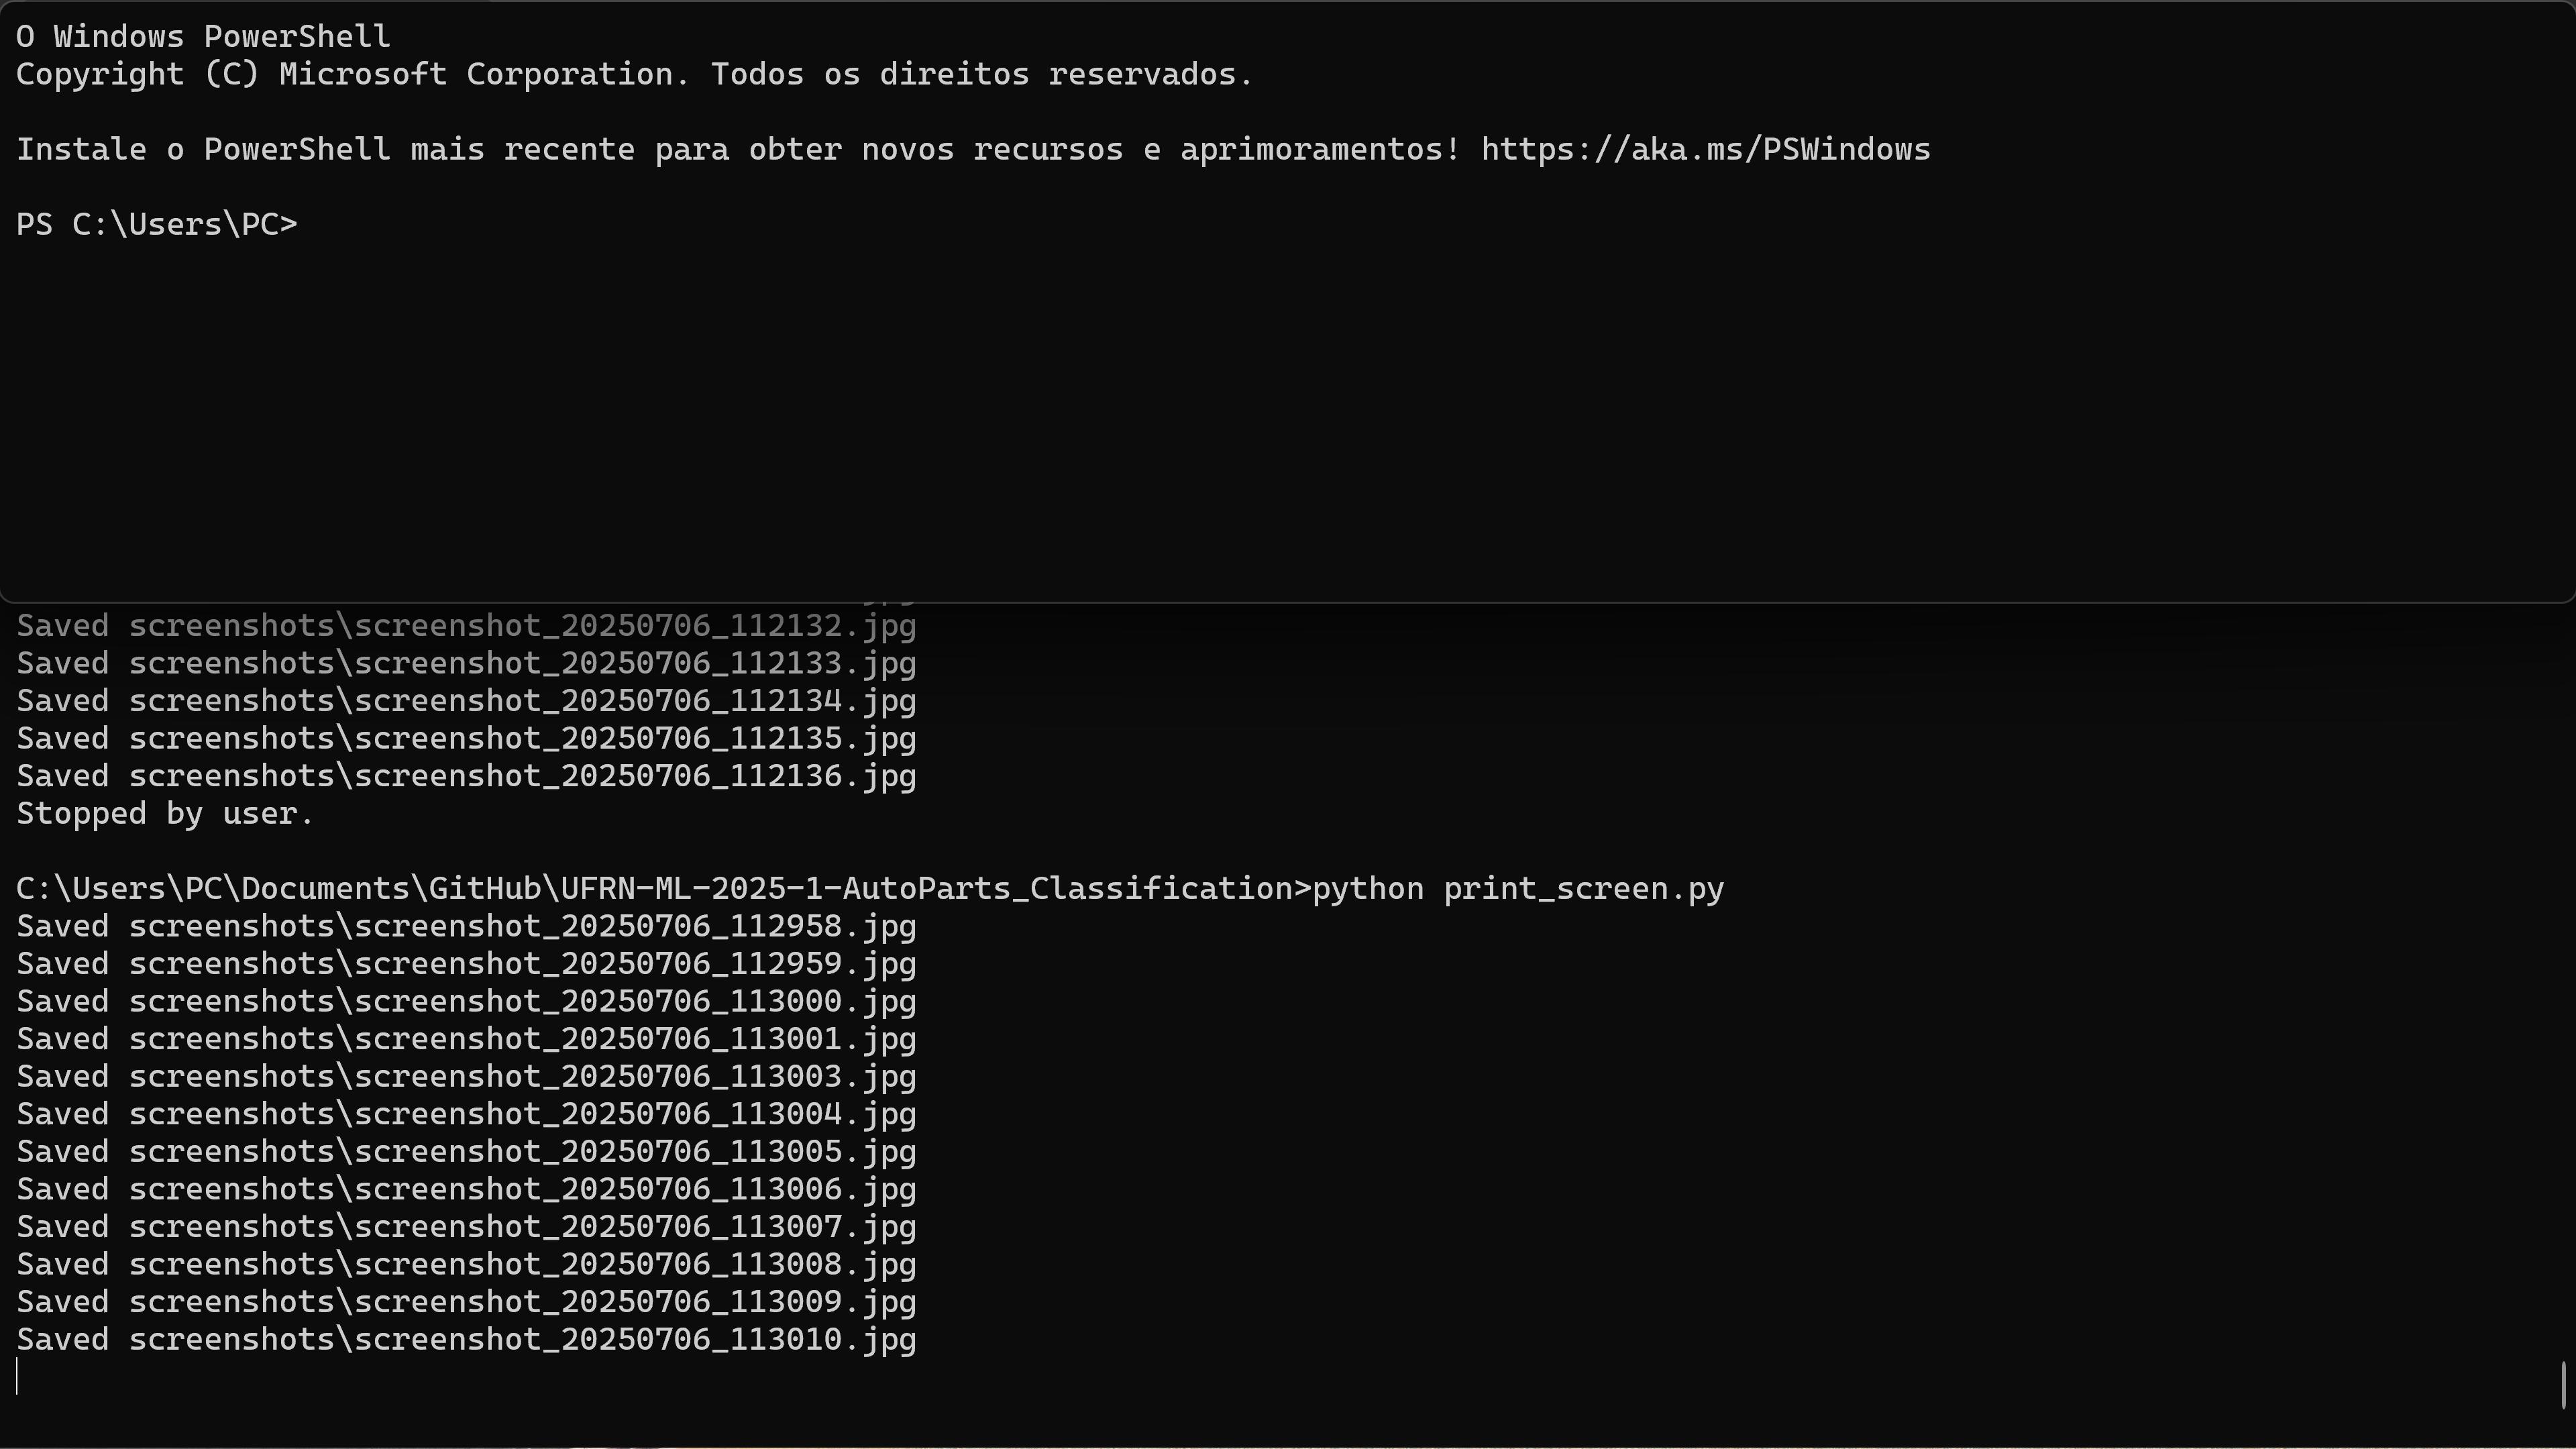 O Windows PowerShell
Copyright (C) Microsoft Corporation. Todos os direitos reservados.
Instale o PowerShell mais recente para obter novos recursos e aprimoramentos! https://aka.ms/PSWindows
PS C:\Users\PC>
Saved screenshots\screenshot_20250706_112132.jpg
Saved screenshots\screenshot_20250706_112133.jpg
Saved screenshots\screenshot_20250706_112134.jpg
Saved screenshots\screenshot_20250706_112135.jpg
Saved screenshots\screenshot_20250706_112136.jpg
Stopped by user.
C:\Users\PC\Documents\GitHub\UFRN-ML-2025-1-AutoParts_Classification>python print_screen.py
Saved screenshots\screenshot_20250706_112958.jpg
Saved screenshots\screenshot_20250706_112959.jpg
Saved screenshots\screenshot_20250706_113000.jpg
Saved screenshots\screenshot_20250706_113001.jpg
Saved screenshots\screenshot_20250706_113003.jpg
Saved screenshots\screenshot_20250706_113004.jpg
Saved screenshots\screenshot_20250706_113005.jpg
Saved screenshots\screenshot_20250706_113006.jpg
Saved screenshots\screenshot_20250706_113007.jpg
Saved screenshots\screenshot_20250706_113008.jpg
Saved screenshots\screenshot_20250706_113009.jpg
Saved screenshots\screenshot_20250706_113010.jpg